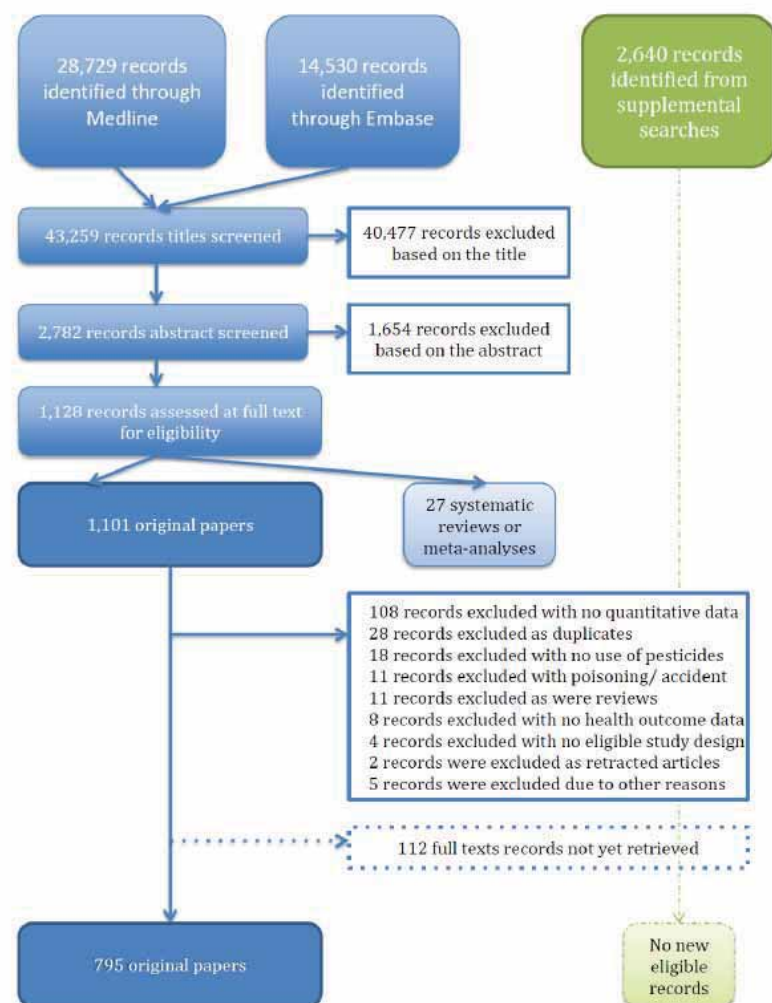 28,729 records
identified through
Medline
14,530 records
identified
through Embase
2,640 records
identified from
supplemental
searches
43,259 records titles screened
40,477 records excluded
based on the title
2,782 records abstract screened
1,654 records excluded
based on the abstract
1,128 records assessed at full text
for eligibility
1,101 original papers
27 systematic
reviews or
meta-analyses
108 records excluded with no quantitative data
28 records excluded as duplicates
18 records excluded with no use of pesticides
11 records excluded with poisoning/ accident
11 records excluded as were reviews
8 records excluded with no health outcome data
4 records excluded with no eligible study design
2 records were excluded as retracted articles
5 records were excluded due to other reasons
112 full texts records not yet retrieved
795 original papers
No new
eligible
records